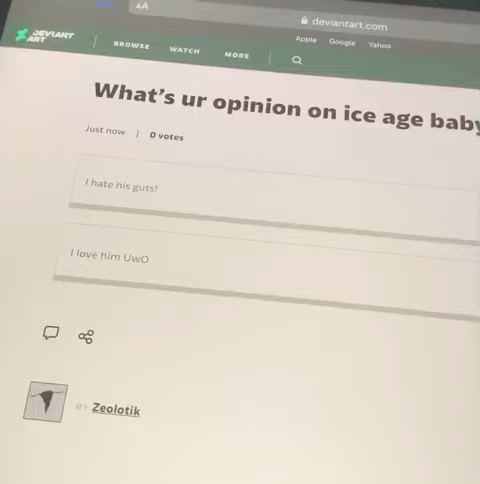 AA
deviantart.com
Apple Google Yahoo
DEVIANT
ART
BROWSE WATCH MORE
What's ur opinion on ice age baby
Just now | 0 votes
I hate his guts!
I love him UwO
BY Zeolotik